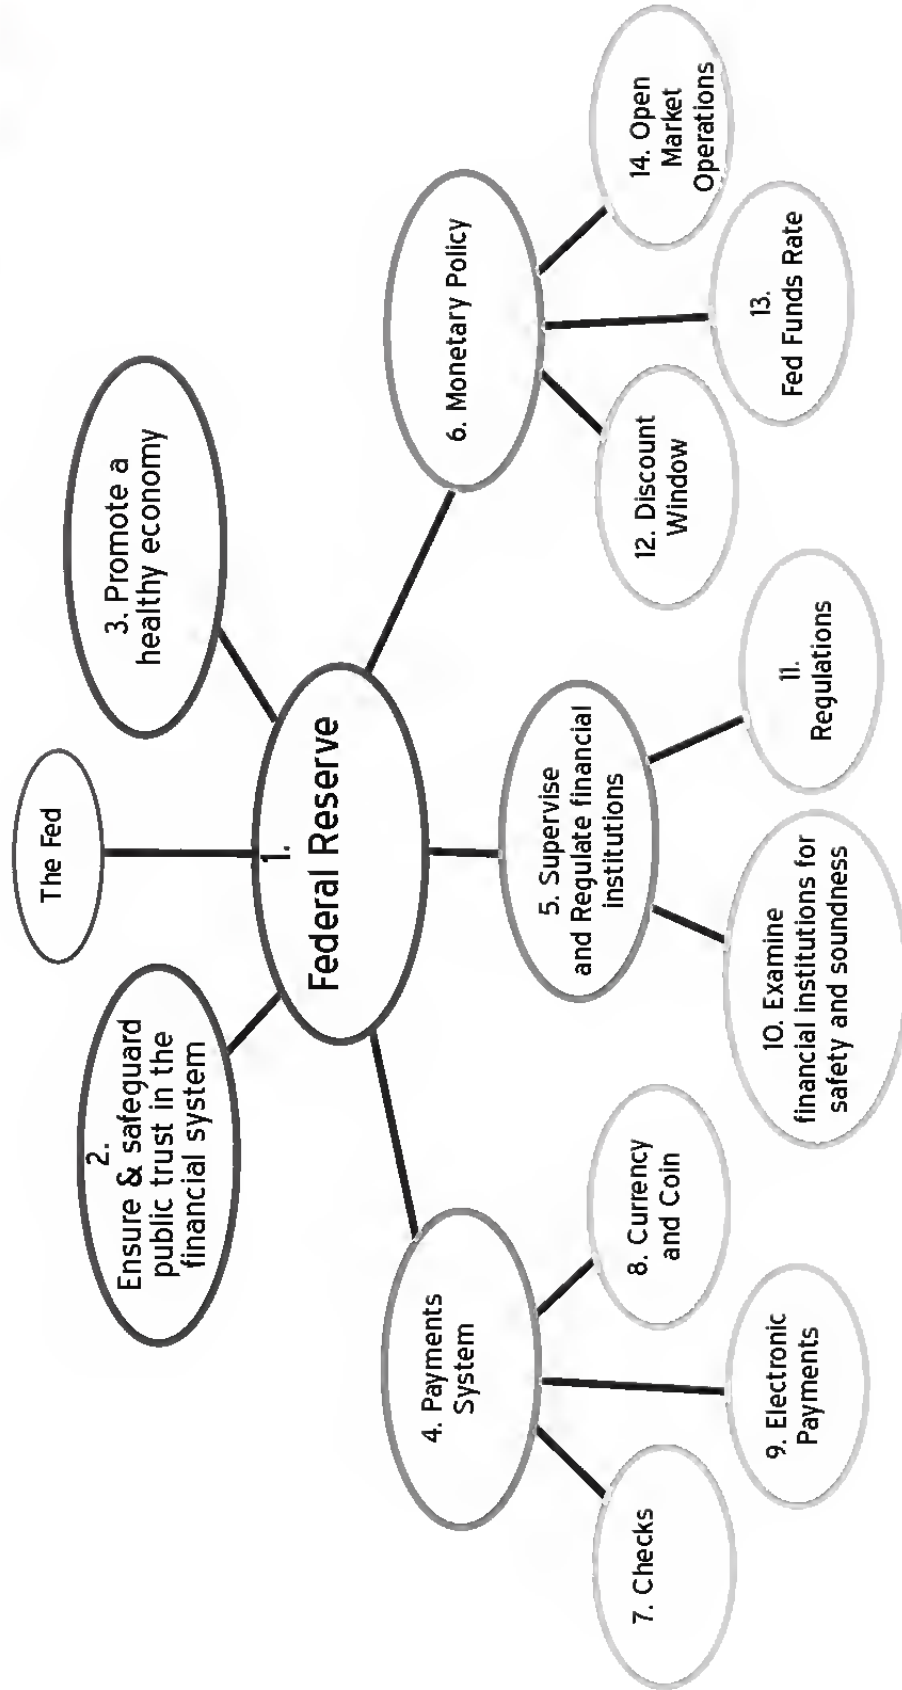 The Fed
1.
Federal Reserve
2.
Ensure & safeguard
public trust in the
financial system
3. Promote a
healthy economy
4. Payments
System
5. Supervise
and Regulate financial
institutions
6. Monetary Policy
7. Checks
8. Currency
and Coin
9. Electronic
Payments
10. Examine
financial institutions for
safety and soundness
11.
Regulations
12. Discount
Window
13.
Fed Funds Rate
14. Open
Market
Operations